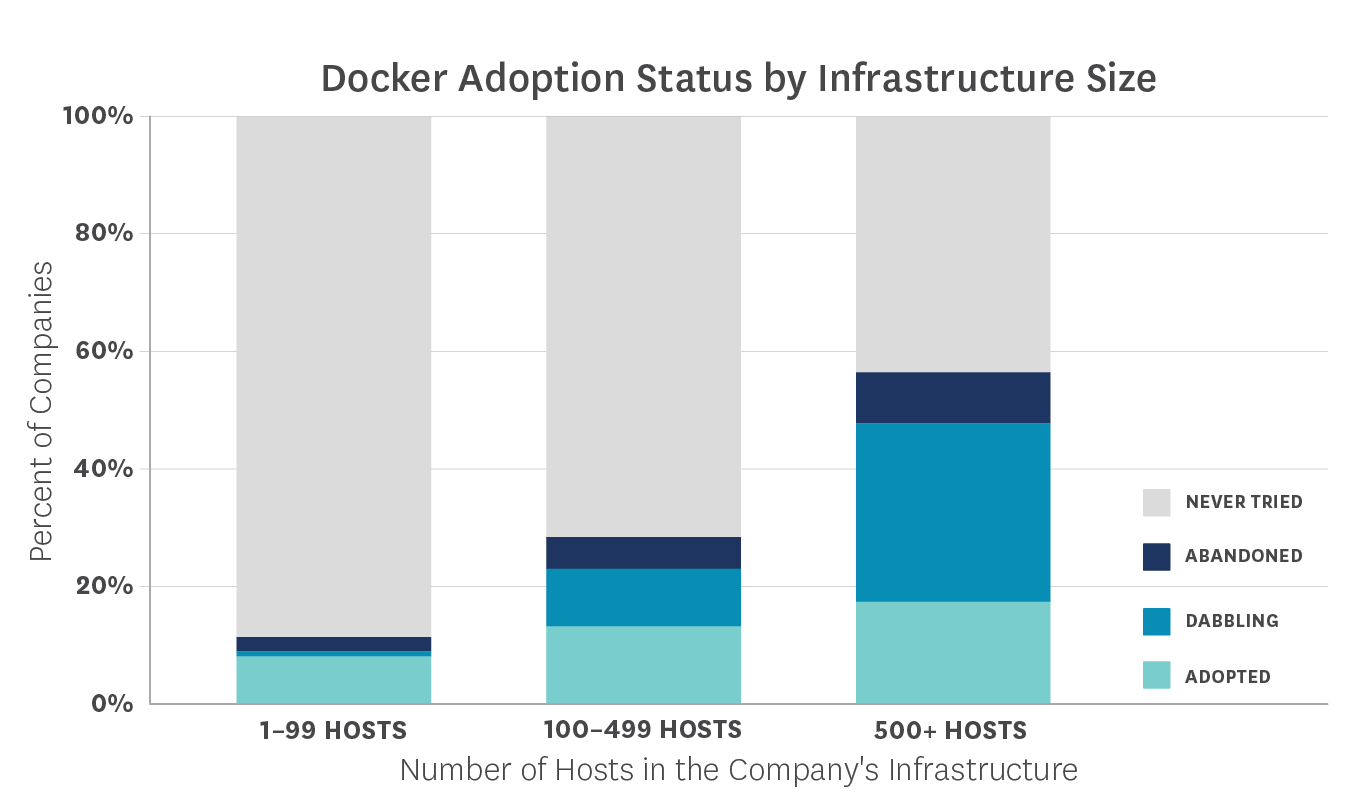 Docker Adoption Status by Infrastructure Size
100%
80%
60%
40%
20%
0%
Percent of Companies
NEVER TRIED
ABANDONED
DABBLING
ADOPTED
1–99 HOSTS
100–499 HOSTS
500+ HOSTS
Number of Hosts in the Company's Infrastructure